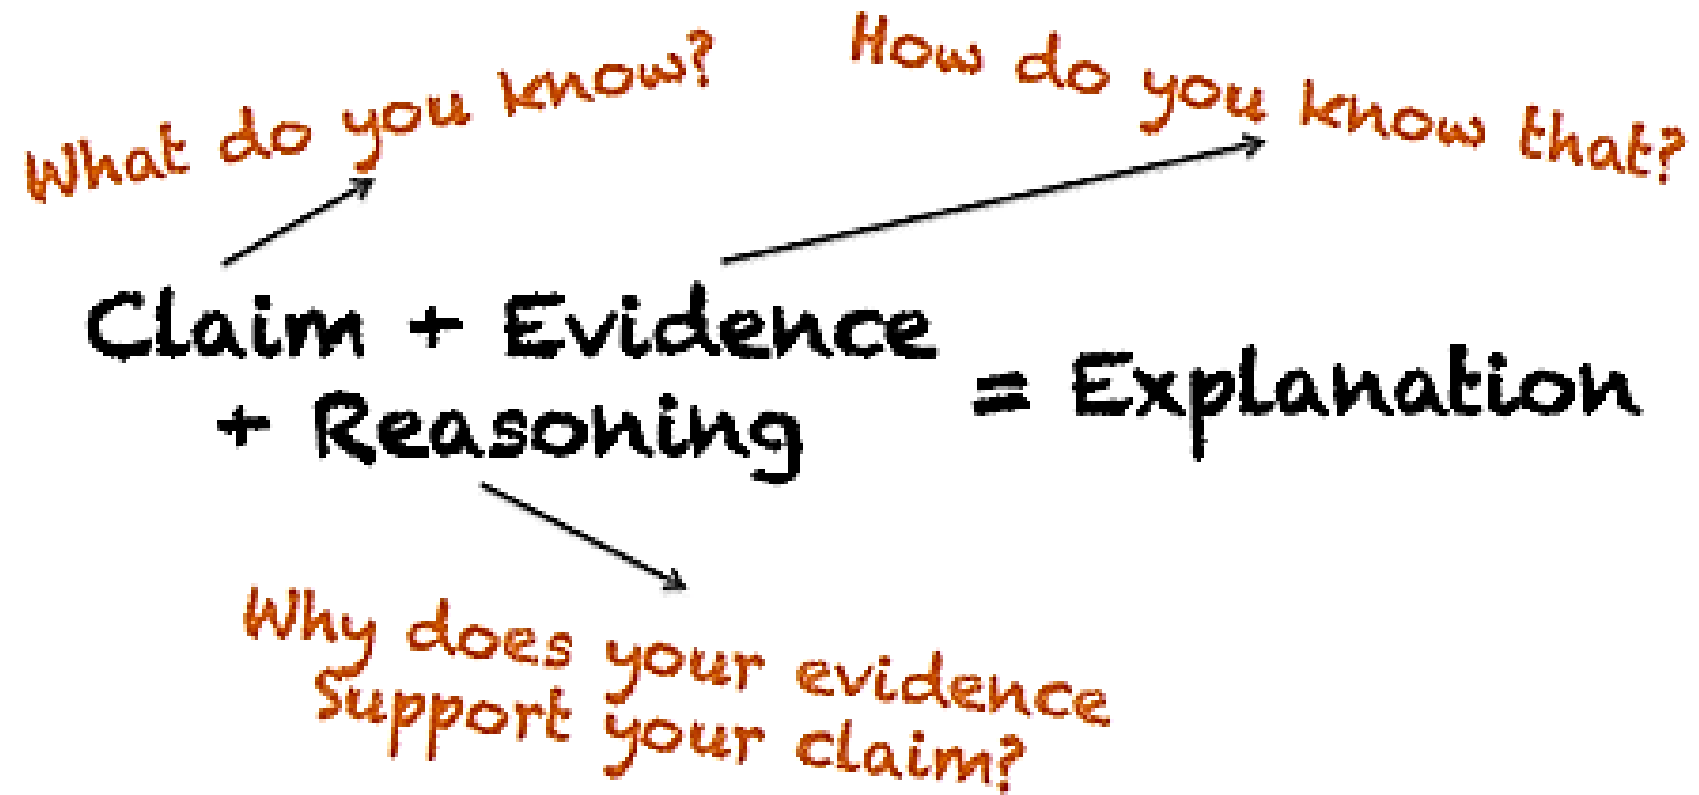 What do you know?
How do you know that?
Claim + Evidence
+ Reasoning
= Explanation
Why does your evidence
Support your claim?